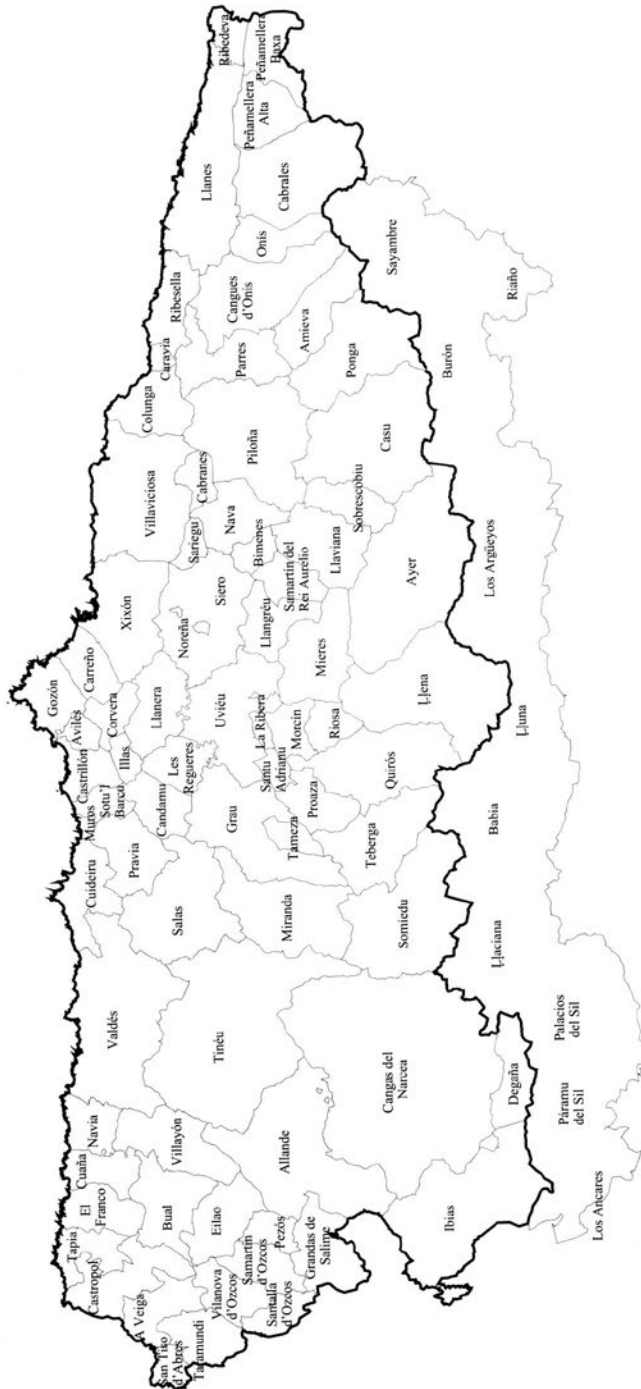 San Tiso
d'Abres
Taramundi
A Veiga
Castropol
Tapia
El
Franco
Cuaña
Navia
Valdés
Villayón
Bual
Eilao
Vilanova
d'Ozcos
Samartín
d'Ozcos
Santalla
d'Ozcos
Pezós
Grandas de
Salime
Allande
Ibias
Tinéu
Cangas del
Narcea
Degaña
Cuideiru
Muros
Pravia
Sotu'l
Barcu
Castrillón
Avilés
Gozón
Carreño
Corvera
Illas
Candamu
Salas
Miranda
Somiedu
Grau
Les
Regueres
Llanera
Xixón
Tameza
Proaza
Santu
Adrianu
Teberga
Quirós
Uviéu
La Ribera
Morcín
Riosa
Ḷḷena
Mieres
Noreña
Siero
Llangréu
Samartín del
Rei Aurelio
Llaviana
Ayer
Bimenes
Nava
Sariegu
Villaviciosa
Cabranes
Piloña
Sobrescobiu
Casu
Colunga
Caravia
Ribesella
Parres
Cangues
d'Onís
Amieva
Ponga
Onís
Llanes
Cabrales
Peñamellera
Alta
Ribedeva
Peñamellera
Baxa
Los Ancares
Páramu
del Sil
Palacios
del Sil
Ḷḷaciana
Babia
Ḷḷuna
Los Argüeyos
Burón
Sayambre
Riaño